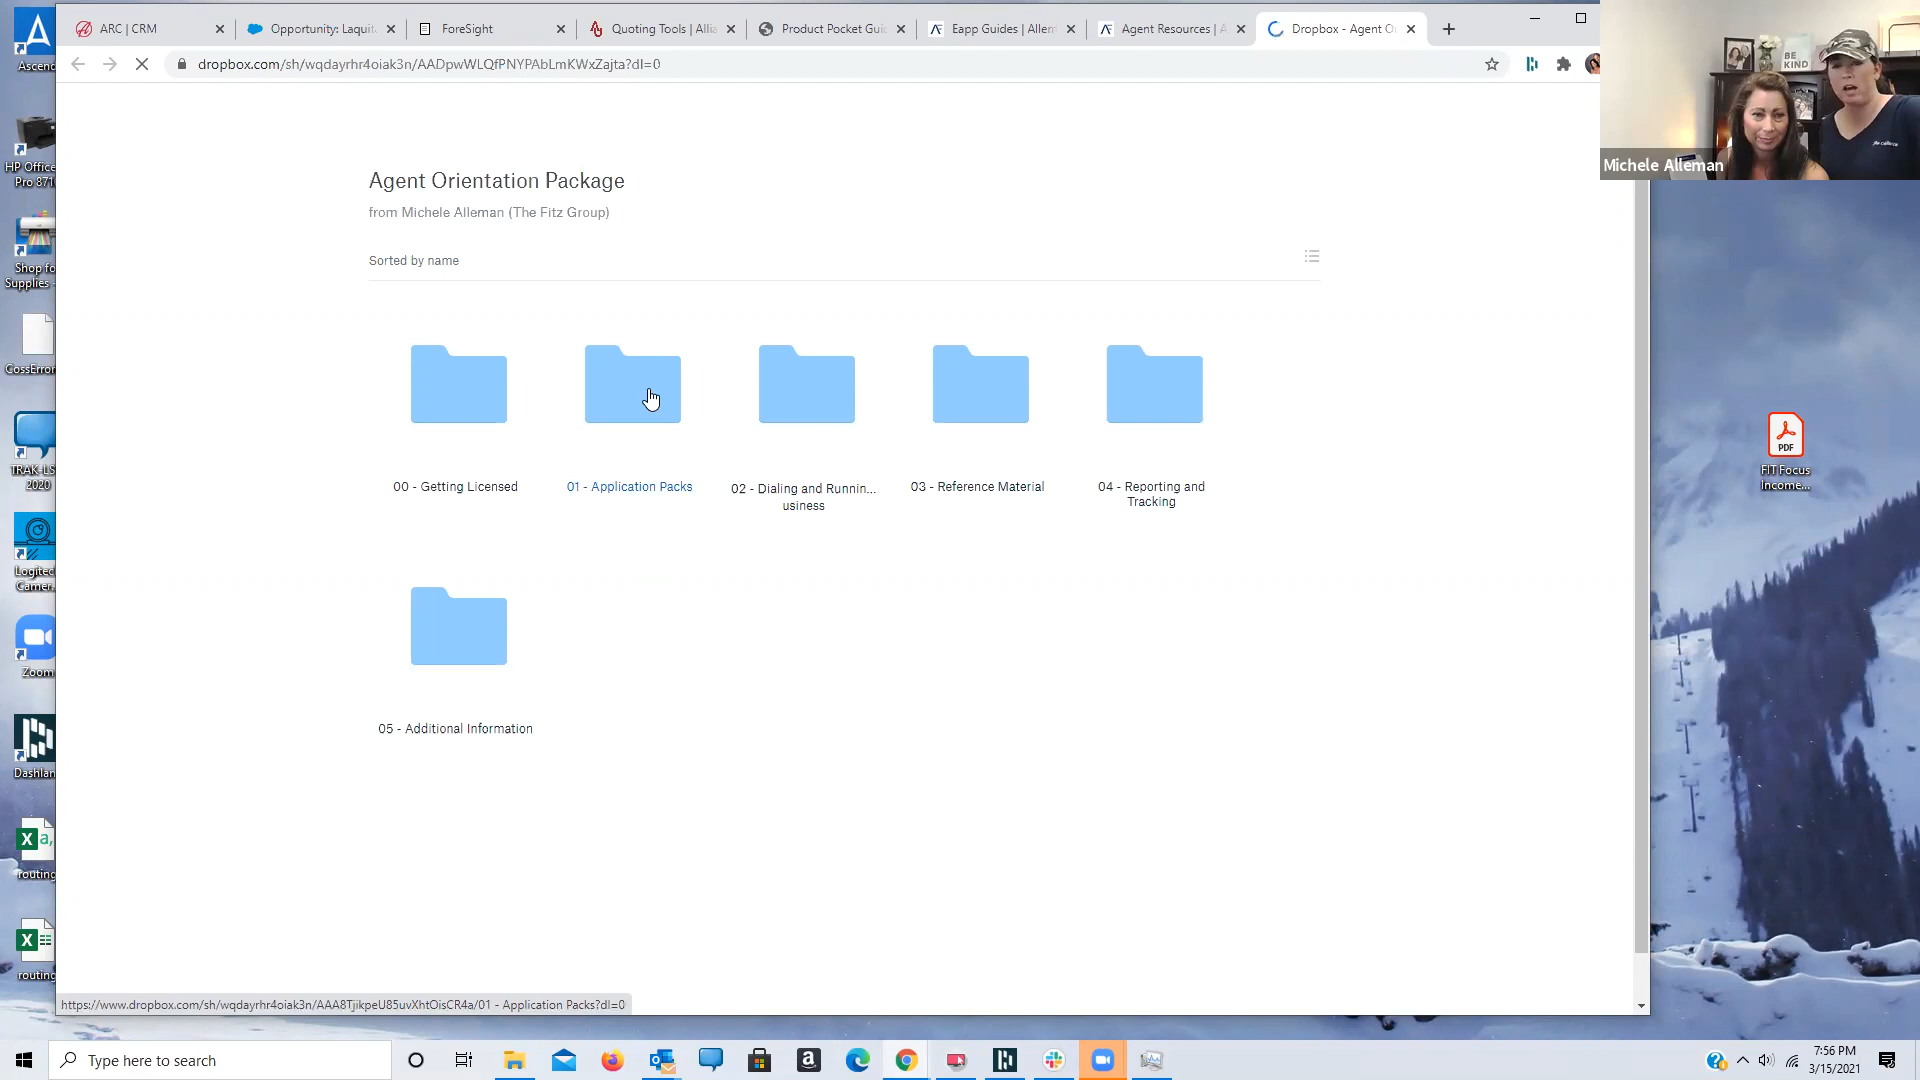 ARC | CRM
Opportunity: Laquit
ForeSight
Quoting Tools | Allia
Product Pocket Gui
Eapp Guides | Allem
Agent Resources | A
Dropbox - Agent O
dropbox.com/sh/wqdayrhr4oiak3n/AADpwWLQfPNYPAbLmKWxZajta?dl=0
BE
KIND
Michele Alleman
Agent Orientation Package
from Michele Alleman (The Fitz Group)
Sorted by name
00 - Getting Licensed
01 - Application Packs
02 - Dialing and Runnin...
usiness
03 - Reference Material
04 - Reporting and
Tracking
05 - Additional Information
https://www.dropbox.com/sh/wqdayrhr4oiak3n/AAA8TjikpeU85uvXhtOisCR4a/01 - Application Packs?dl=0
Ascend
HP Office
Pro 871
Shop fo
Supplies -
CossError
TRAK-LS
2020
Logitec
Camer...
Zoom
Dashlan
routing
routing
PDF
FIT Focus
Income...
Type here to search
7:56 PM
3/15/2021